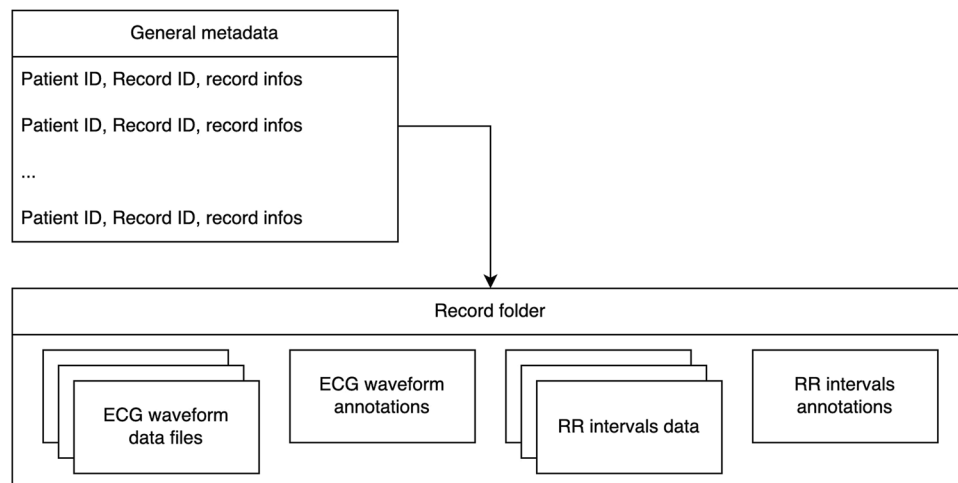 General metadata
Patient ID, Record ID, record infos
Patient ID, Record ID, record infos
...
Patient ID, Record ID, record infos
Record folder
ECG waveform
data files
ECG waveform
annotations
RR intervals data
RR intervals
annotations